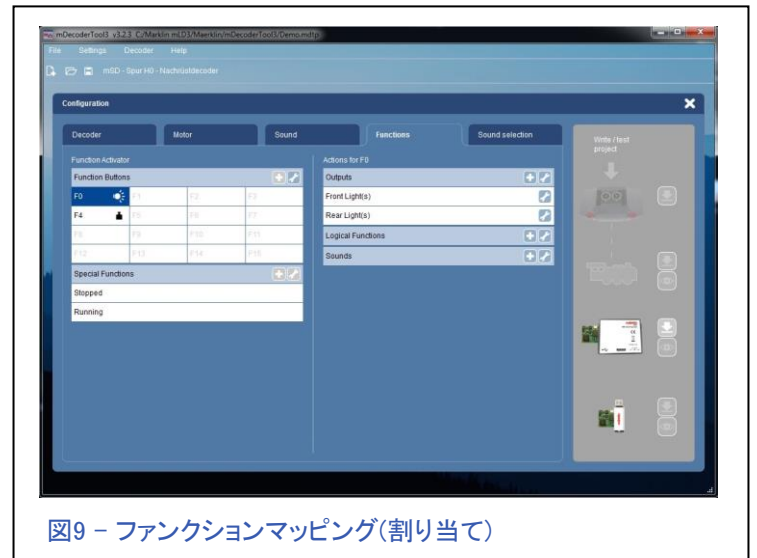 mDecoderTool3 v3.2.3 C:/Marklin mLD3/Maerklin/mDecoderTool3/Demo.mdtp
File Settings Decoder Help
mSD - Spur H0 - Nachrüstdecoder
Configuration
Decoder Motor Sound Functions Sound selection
Function Activator
Function Buttons
F0 F1 F2 F3
F4 F5 F6 F7
F8 F9 F10 F11
F12 F13 F14 F15
Special Functions
Stopped
Running
Actions for F0
Outputs
Front Light(s)
Rear Light(s)
Logical Functions
Sounds
Write / test
project
図9 – ファンクションマッピング(割り当て)